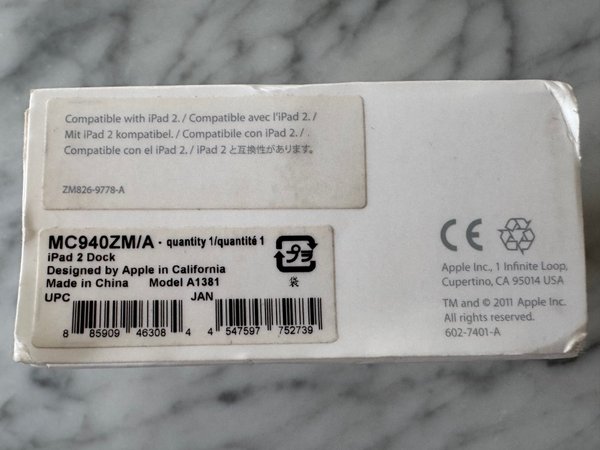 Compatible with iPad 2. / Compatible avec l'iPad 2. /
Mit iPad 2 kompatibel. / Compatibile con iPad 2. /
Compatible con el iPad 2. / iPad 2 と互換性があります。
ZM826-9778-A
MC940ZM/A - quantity 1/quantité 1
iPad 2 Dock
Designed by Apple in California
Made in China Model A1381
UPC JAN
8 85909 46308 4 4 547597 752739
プラ
袋
CE
Apple Inc., 1 Infinite Loop,
Cupertino, CA 95014 USA
TM and © 2011 Apple Inc.
All rights reserved.
602-7401-A